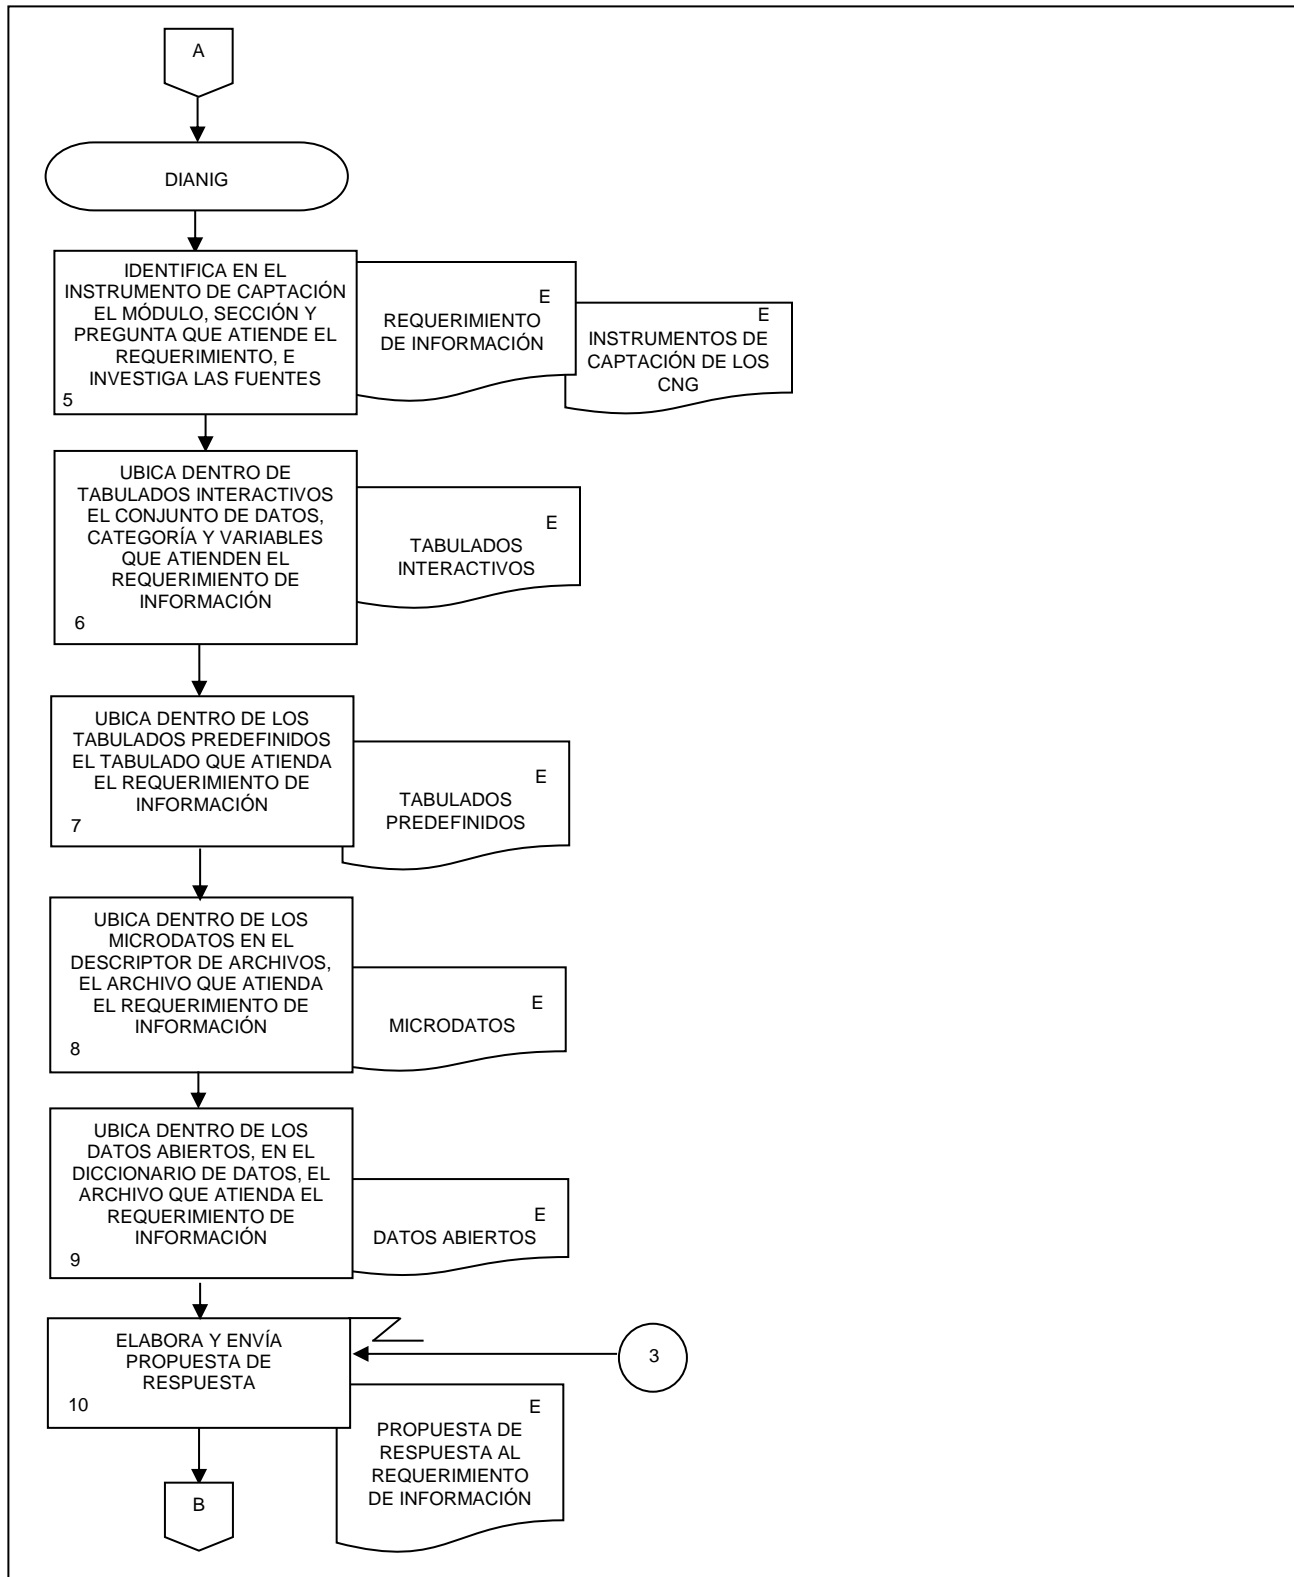 A
DIANIG
IDENTIFICA EN EL
INSTRUMENTO DE CAPTACIÓN
EL MÓDULO, SECCIÓN Y
PREGUNTA QUE ATIENDE EL
REQUERIMIENTO, E
INVESTIGA LAS FUENTES
5
E
REQUERIMIENTO
DE INFORMACIÓN
E
INSTRUMENTOS DE
CAPTACIÓN DE LOS
CNG
UBICA DENTRO DE
TABULADOS INTERACTIVOS
EL CONJUNTO DE DATOS,
CATEGORÍA Y VARIABLES
QUE ATIENDEN EL
REQUERIMIENTO DE
INFORMACIÓN
6
E
TABULADOS
INTERACTIVOS
UBICA DENTRO DE LOS
TABULADOS PREDEFINIDOS
EL TABULADO QUE ATIENDA
EL REQUERIMIENTO DE
INFORMACIÓN
7
E
TABULADOS
PREDEFINIDOS
UBICA DENTRO DE LOS
MICRODATOS EN EL
DESCRIPTOR DE ARCHIVOS,
EL ARCHIVO QUE ATIENDA
EL REQUERIMIENTO DE
INFORMACIÓN
8
E
MICRODATOS
UBICA DENTRO DE LOS
DATOS ABIERTOS, EN EL
DICCIONARIO DE DATOS, EL
ARCHIVO QUE ATIENDA EL
REQUERIMIENTO DE
INFORMACIÓN
9
E
DATOS ABIERTOS
ELABORA Y ENVÍA
PROPUESTA DE
RESPUESTA
10
3
E
PROPUESTA DE
RESPUESTA AL
REQUERIMIENTO
DE INFORMACIÓN
B